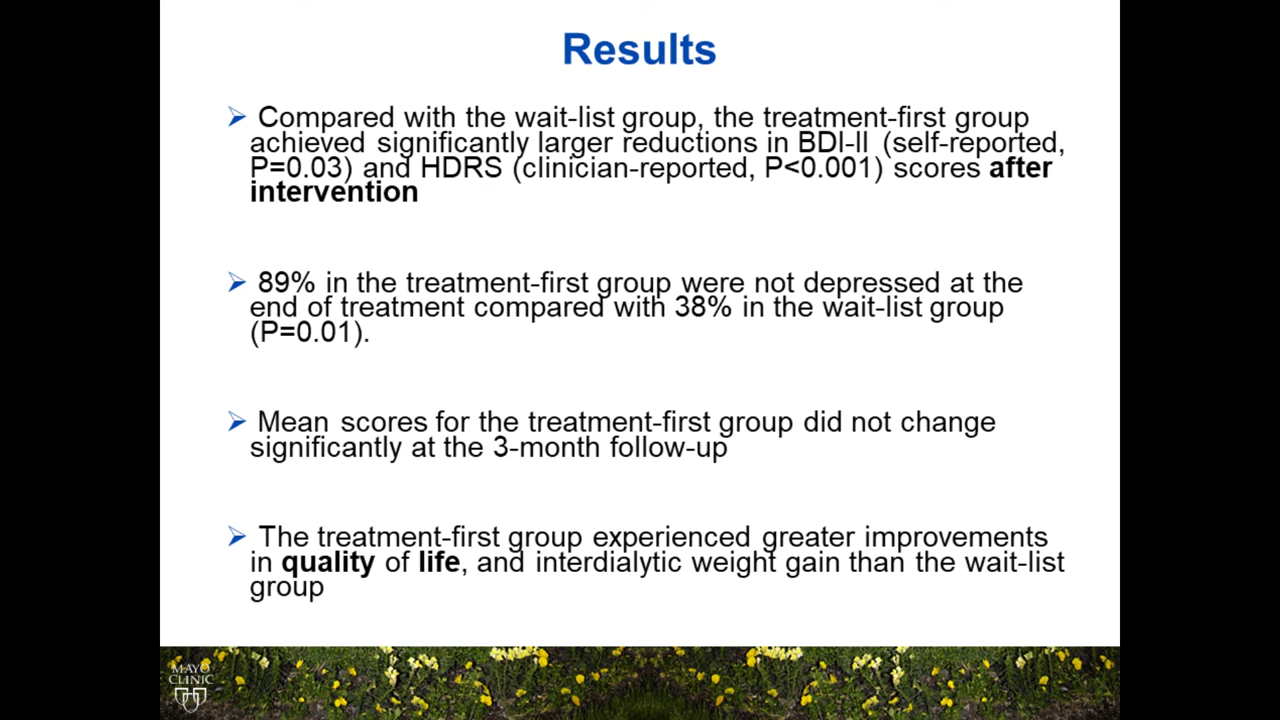 Results
➢ Compared with the wait-list group, the treatment-first group
achieved significantly larger reductions in BDI-II (self-reported,
P=0.03) and HDRS (clinician-reported, P<0.001) scores after
intervention
➢ 89% in the treatment-first group were not depressed at the
end of treatment compared with 38% in the wait-list group
(P=0.01).
➢ Mean scores for the treatment-first group did not change
significantly at the 3-month follow-up
➢ The treatment-first group experienced greater improvements
in quality of life, and interdialytic weight gain than the wait-list
group
MAYO
CLINIC